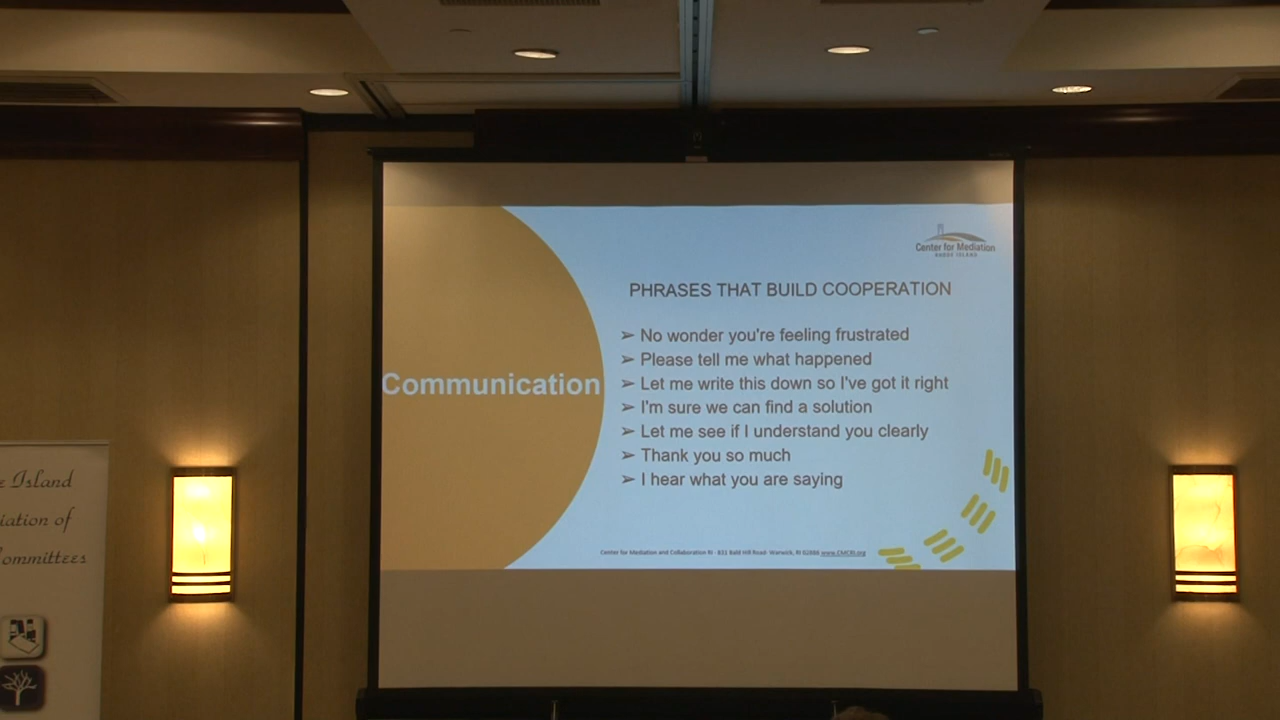 Center for Mediation
RHODE ISLAND
PHRASES THAT BUILD COOPERATION
➢ No wonder you're feeling frustrated
➢ Please tell me what happened
➢ Let me write this down so I've got it right
➢ I'm sure we can find a solution
➢ Let me see if I understand you clearly
➢ Thank you so much
➢ I hear what you are saying
Communication
Center for Mediation and Collaboration RI - 831 Bald Hill Road- Warwick, RI 02886 www.CMCRI.org
e Island
iation of
ommittees